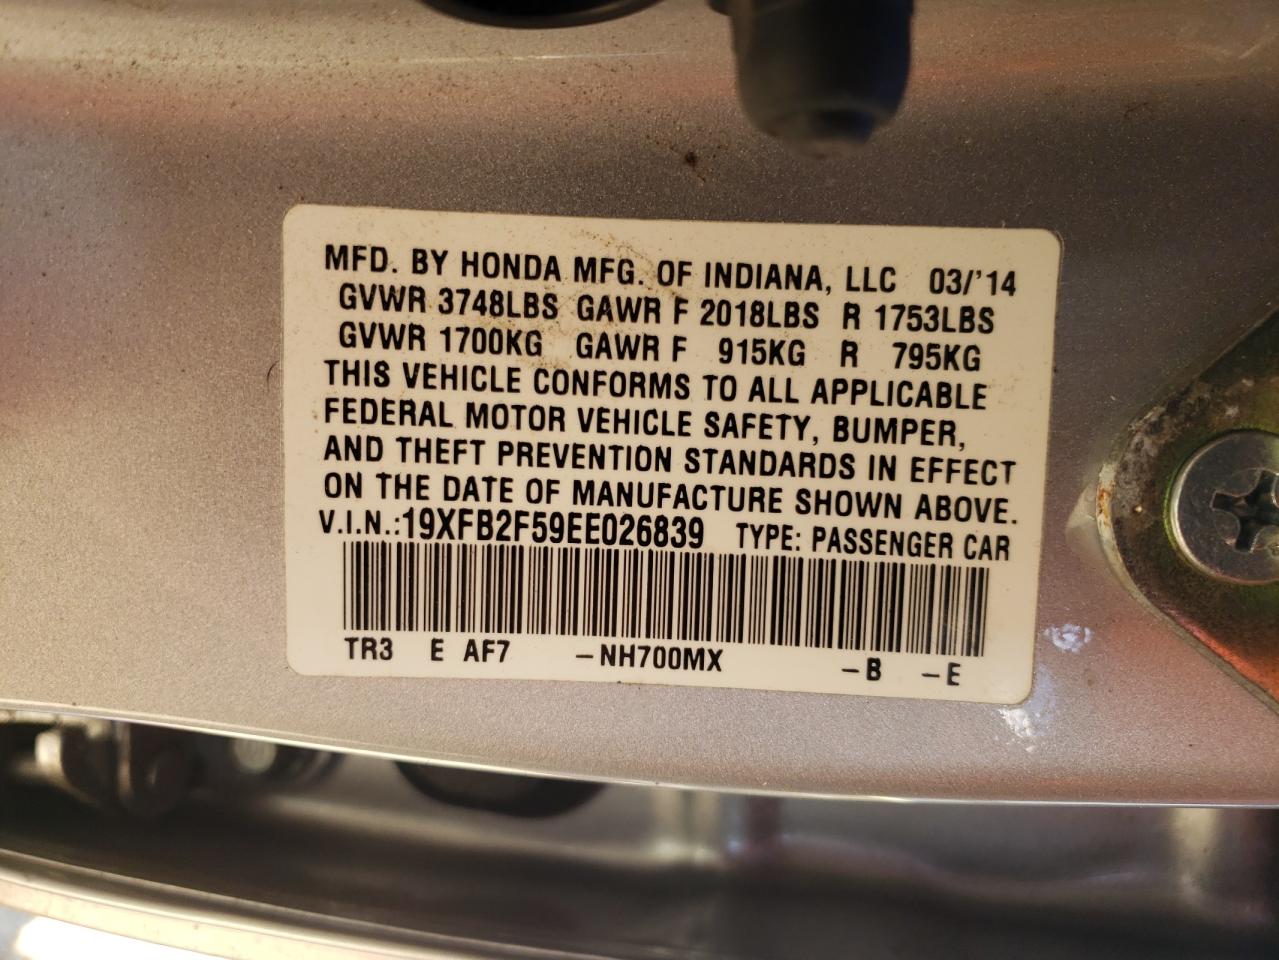 MFD. BY HONDA MFG. OF INDIANA, LLC 03/'14
GVWR 3748LBS GAWR F 2018LBS R 1753LBS
GVWR 1700KG GAWR F 915KG R 795KG
THIS VEHICLE CONFORMS TO ALL APPLICABLE
FEDERAL MOTOR VEHICLE SAFETY, BUMPER,
AND THEFT PREVENTION STANDARDS IN EFFECT
ON THE DATE OF MANUFACTURE SHOWN ABOVE.
V.I.N.:19XFB2F59EE026839 TYPE: PASSENGER CAR
TR3 E AF7 –NH700MX –B –E